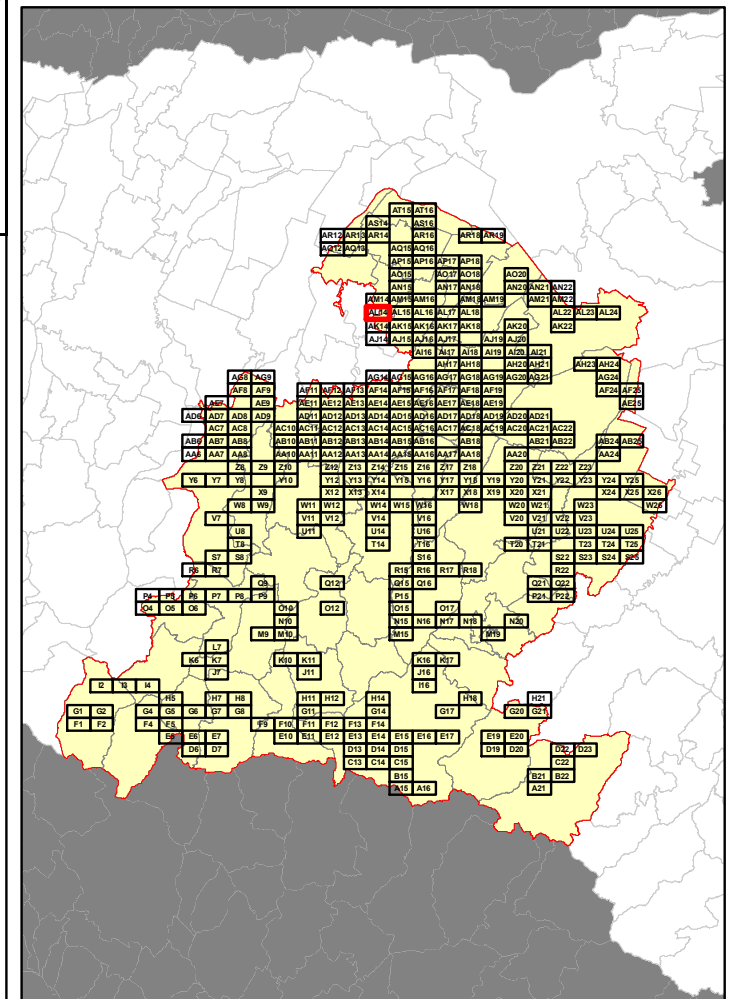 AT15 AT16
AS14 AS16
AR12 AR13 AR14 AR16 AR18 AR19
AQ12 AQ13 AQ15 AQ16
AP15 AP16 AP17 AP18
AO15 AO17 AO18 AO20
AN15 AN17 AN18 AN20 AN21 AN22
AM14 AM15 AM16 AM18 AM19 AM21 AM22
AL14 AL15 AL16 AL17 AL18 AL22 AL23 AL24
AK14 AK15 AK16 AK17 AK18 AK20 AK22
AJ14 AJ15 AJ16 AJ17 AJ19 AJ20
AI16 AI17 AI18 AI19 AI20 AI21
AH17 AH18 AH20 AH21 AH23 AH24
AG8 AG9 AG14 AG15 AG16 AG17 AG18 AG19 AG20 AG21 AG24
AF8 AF9 AF11 AF12 AF13 AF14 AF15 AF16 AF17 AF18 AF19 AF24 AF25
AE7 AE9 AE11 AE12 AE13 AE14 AE15 AE16 AE17 AE18 AE19 AE25
AD6 AD7 AD8 AD9 AD11 AD12 AD13 AD14 AD15 AD16 AD17 AD18 AD19 AD20 AD21
AC7 AC8 AC10 AC11 AC12 AC13 AC14 AC15 AC16 AC17 AC18 AC19 AC20 AC21 AC22
AB6 AB7 AB8 AB10 AB11 AB12 AB13 AB14 AB15 AB16 AB18 AB21 AB22 AB24 AB25
AA6 AA7 AA8 AA10 AA11 AA12 AA13 AA14 AA15 AA16 AA17 AA18 AA20 AA24
Z8 Z9 Z10 Z12 Z13 Z14 Z15 Z16 Z17 Z18 Z20 Z21 Z22 Z23
Y6 Y7 Y8 Y10 Y12 Y13 Y14 Y15 Y16 Y17 Y18 Y19 Y20 Y21 Y22 Y23 Y24 Y25
X9 X12 X13 X14 X17 X18 X19 X20 X21 X24 X25 X26
W8 W9 W11 W12 W14 W15 W16 W18 W20 W21 W23 W26
V7 V11 V12 V14 V16 V20 V21 V22 V23
U8 U11 U14 U16 U21 U22 U23 U24 U25
T8 T14 T16 T20 T21 T23 T24 T25
S7 S8 S16 S22 S23 S24 S25
R6 R7 R15 R16 R17 R18 R22
Q9 Q12 Q15 Q16 Q21 Q22
P4 P5 P6 P7 P8 P9 P15 P21 P22
O4 O5 O6 O10 O12 O15 O17
N10 N15 N16 N17 N18 N20
M9 M10 M15 M19
L7
K6 K7 K10 K11 K16 K17
J7 J11 J16
I2 I3 I4 I16
H5 H7 H8 H11 H12 H14 H18 H21
G1 G2 G4 G5 G6 G7 G8 G11 G14 G17 G20 G21
F1 F2 F4 F5 F9 F10 F11 F12 F13 F14
E5 E6 E7 E10 E11 E12 E13 E14 E15 E16 E17 E19 E20
D6 D7 D13 D14 D15 D19 D20 D22 D23
C13 C14 C15 C22
B15 B21 B22
A15 A16 A21